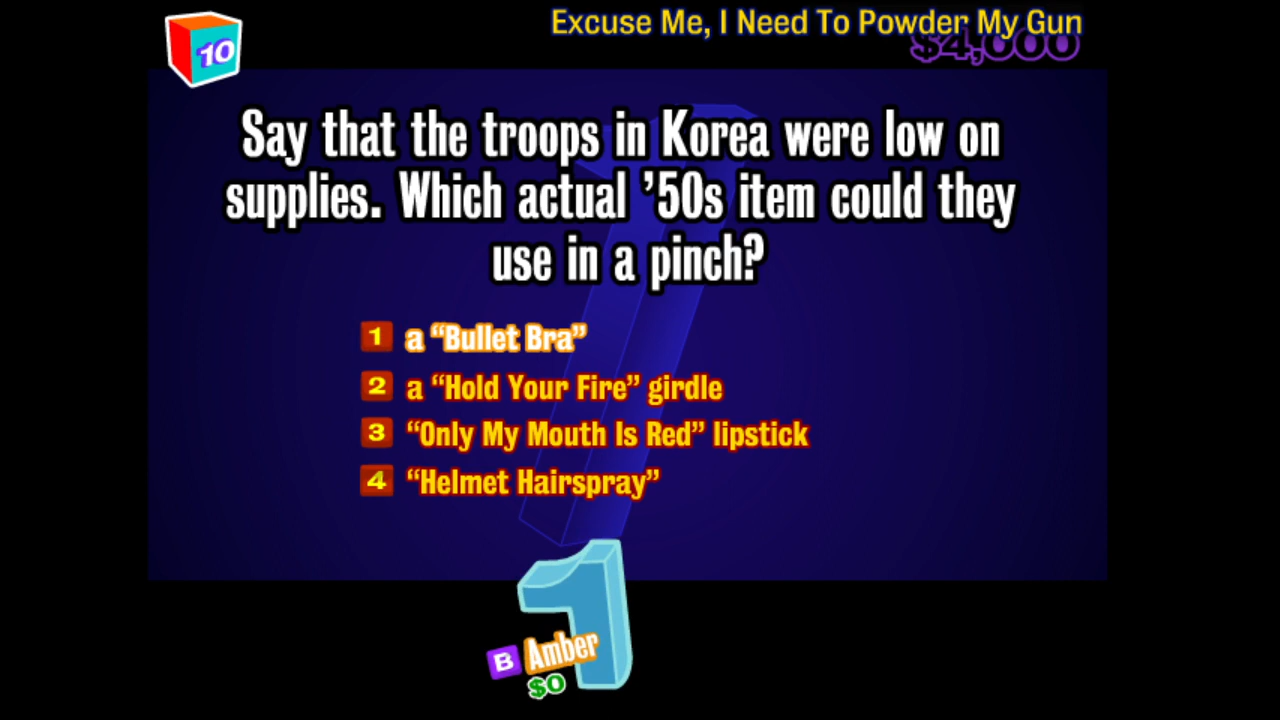 10
Excuse Me, I Need To Powder My Gun
$4,000
Say that the troops in Korea were low on
supplies. Which actual ’50s item could they
use in a pinch?
1 a “Bullet Bra”
2 a “Hold Your Fire” girdle
3 “Only My Mouth Is Red” lipstick
4 “Helmet Hairspray”
1
B Amber
$0